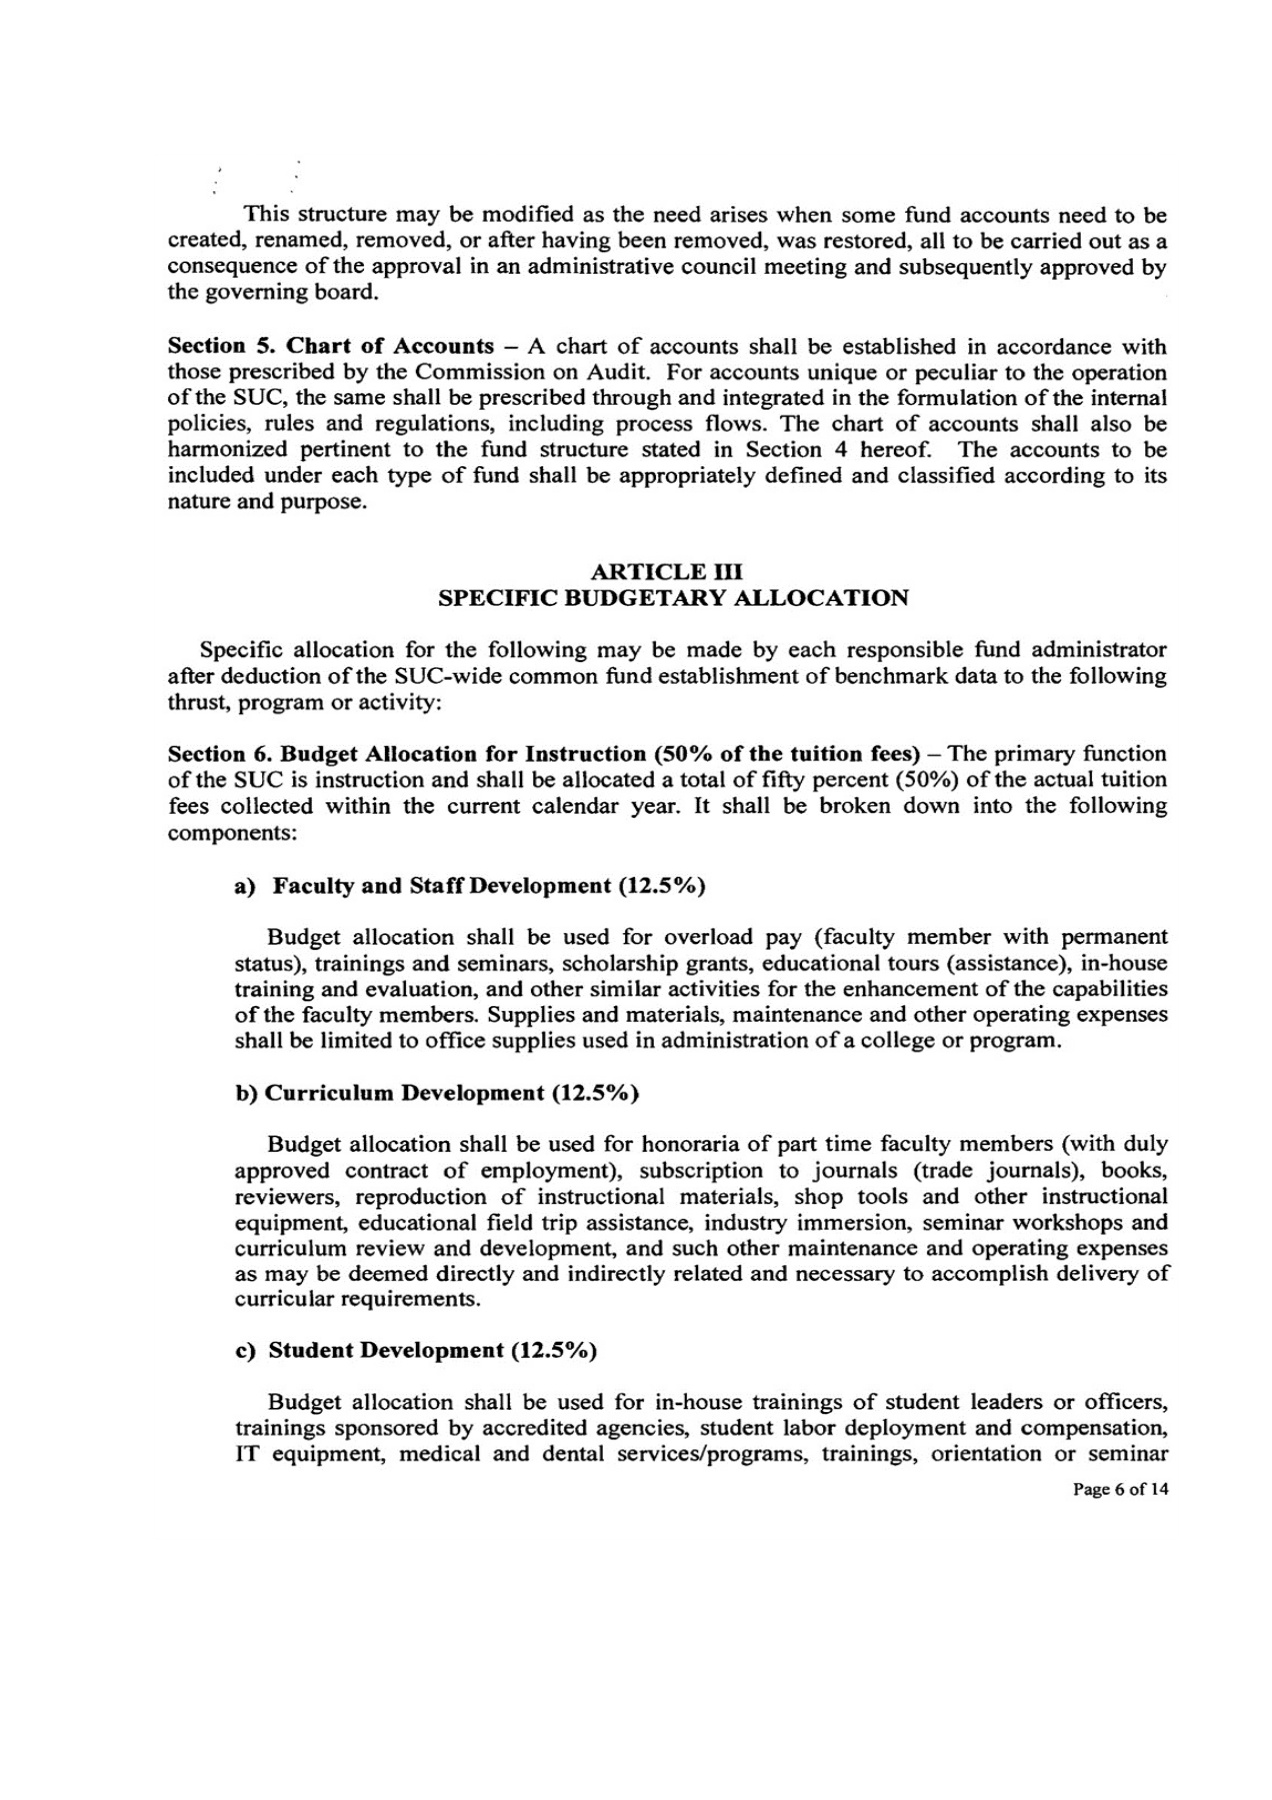 This structure may be modified as the need arises when some fund accounts need to be
created, renamed, removed, or after having been removed, was restored, all to be carried out as a
consequence of the approval in an administrative council meeting and subsequently approved by
the governing board.
Section 5. Chart of Accounts – A chart of accounts shall be established in accordance with
those prescribed by the Commission on Audit. For accounts unique or peculiar to the operation
of the SUC, the same shall be prescribed through and integrated in the formulation of the internal
policies, rules and regulations, including process flows. The chart of accounts shall also be
harmonized pertinent to the fund structure stated in Section 4 hereof. The accounts to be
included under each type of fund shall be appropriately defined and classified according to its
nature and purpose.
ARTICLE III
SPECIFIC BUDGETARY ALLOCATION
Specific allocation for the following may be made by each responsible fund administrator
after deduction of the SUC-wide common fund establishment of benchmark data to the following
thrust, program or activity:
Section 6. Budget Allocation for Instruction (50% of the tuition fees) – The primary function
of the SUC is instruction and shall be allocated a total of fifty percent (50%) of the actual tuition
fees collected within the current calendar year. It shall be broken down into the following
components:
a) Faculty and Staff Development (12.5%)
Budget allocation shall be used for overload pay (faculty member with permanent
status), trainings and seminars, scholarship grants, educational tours (assistance), in-house
training and evaluation, and other similar activities for the enhancement of the capabilities
of the faculty members. Supplies and materials, maintenance and other operating expenses
shall be limited to office supplies used in administration of a college or program.
b) Curriculum Development (12.5%)
Budget allocation shall be used for honoraria of part time faculty members (with duly
approved contract of employment), subscription to journals (trade journals), books,
reviewers, reproduction of instructional materials, shop tools and other instructional
equipment, educational field trip assistance, industry immersion, seminar workshops and
curriculum review and development, and such other maintenance and operating expenses
as may be deemed directly and indirectly related and necessary to accomplish delivery of
curricular requirements.
c) Student Development (12.5%)
Budget allocation shall be used for in-house trainings of student leaders or officers,
trainings sponsored by accredited agencies, student labor deployment and compensation,
IT equipment, medical and dental services/programs, trainings, orientation or seminar
Page 6 of 14